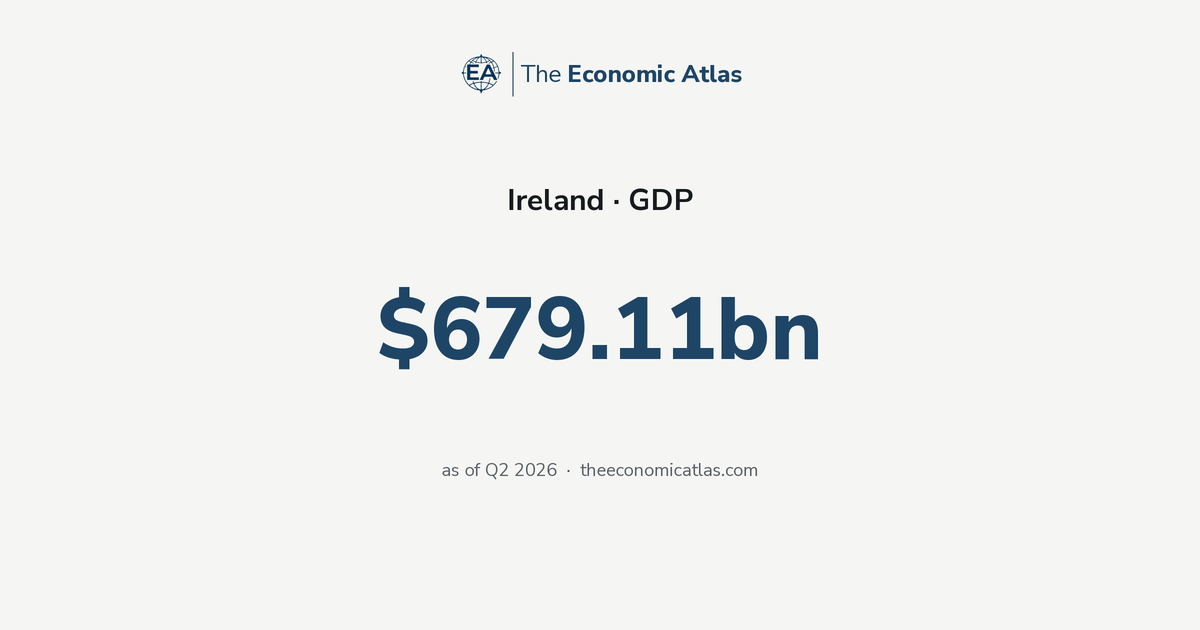 EA The Economic Atlas
Ireland · GDP
$679.11bn
as of Q2 2026 · theeconomicatlas.com